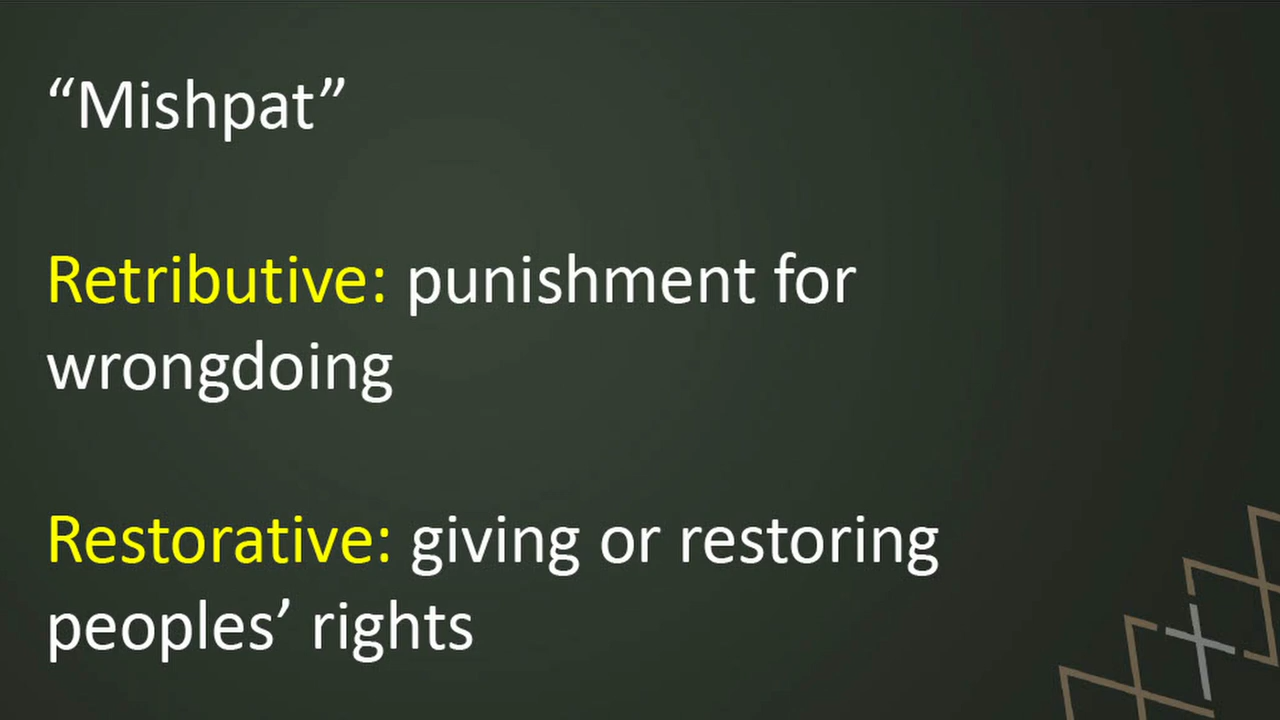 “Mishpat”
Retributive: punishment for
wrongdoing
Restorative: giving or restoring
peoples’ rights